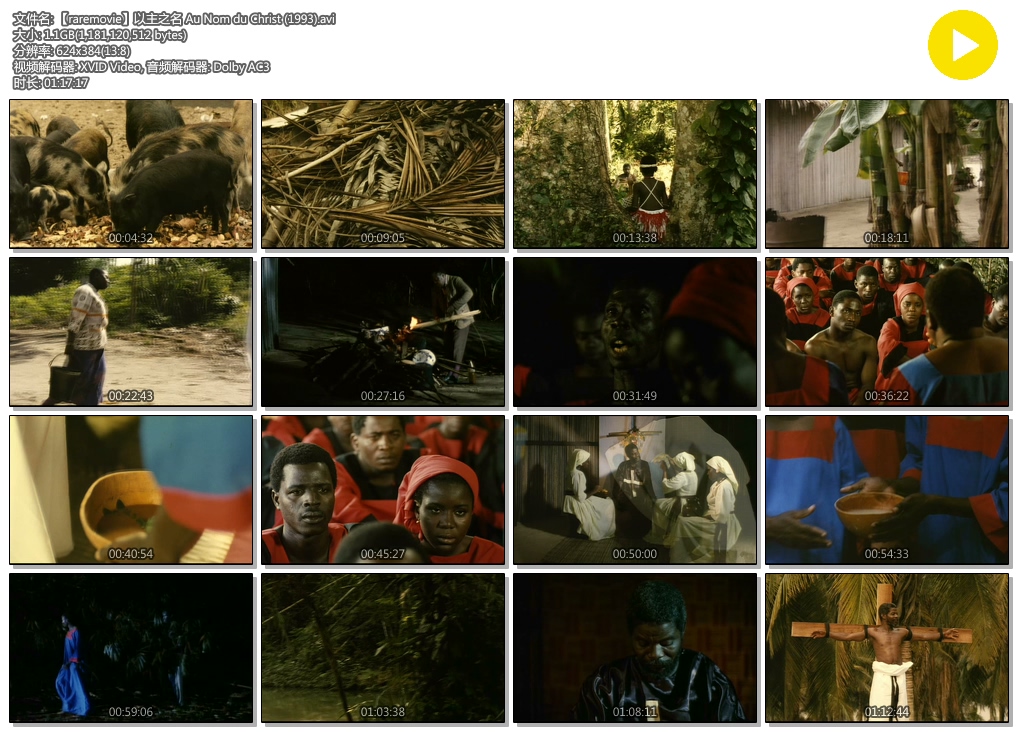 文件名: 【raremovie】以主之名 Au Nom du Christ (1993).avi
大小: 1.1GB(1,181,120,512 bytes)
分辨率: 624x384(13:8)
视频解码器: XVID Video, 音频解码器: Dolby AC3
时长: 01:17:17
00:04:32 00:09:05 00:13:38 00:18:11
00:22:43 00:27:16 00:31:49 00:36:22
00:40:54 00:45:27 00:50:00 00:54:33
00:59:06 01:03:38 01:08:11 01:12:44